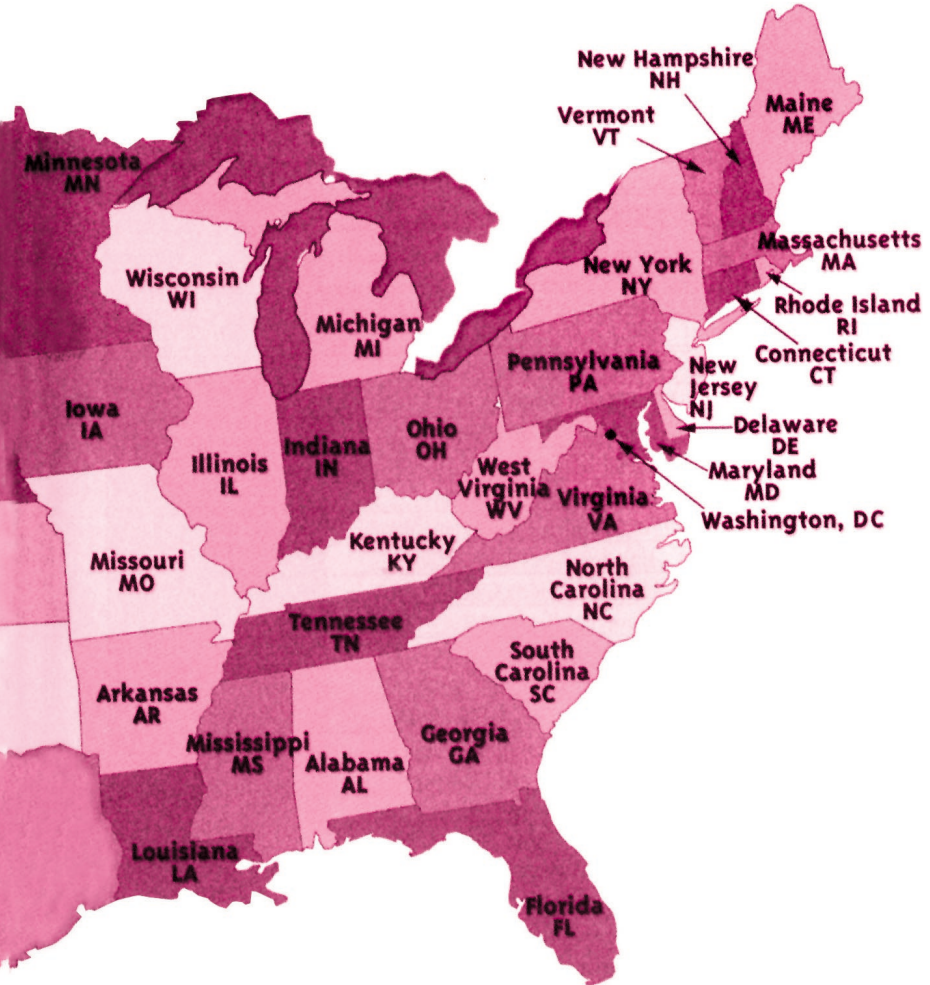 New Hampshire
NH
Maine
ME
Vermont
VT
Minnesota
MN
Massachusetts
MA
New York
NY
Wisconsin
WI
Rhode Island
RI
Michigan
MI
Connecticut
CT
Pennsylvania
PA
New
Jersey
NJ
Iowa
IA
Ohio
OH
Delaware
DE
Indiana
IN
Illinois
IL
West
Virginia
WV
Maryland
MD
Virginia
VA
Washington, DC
Kentucky
KY
Missouri
MO
North
Carolina
NC
Tennessee
TN
South
Carolina
SC
Arkansas
AR
Mississippi
MS
Georgia
GA
Alabama
AL
Louisiana
LA
Florida
FL